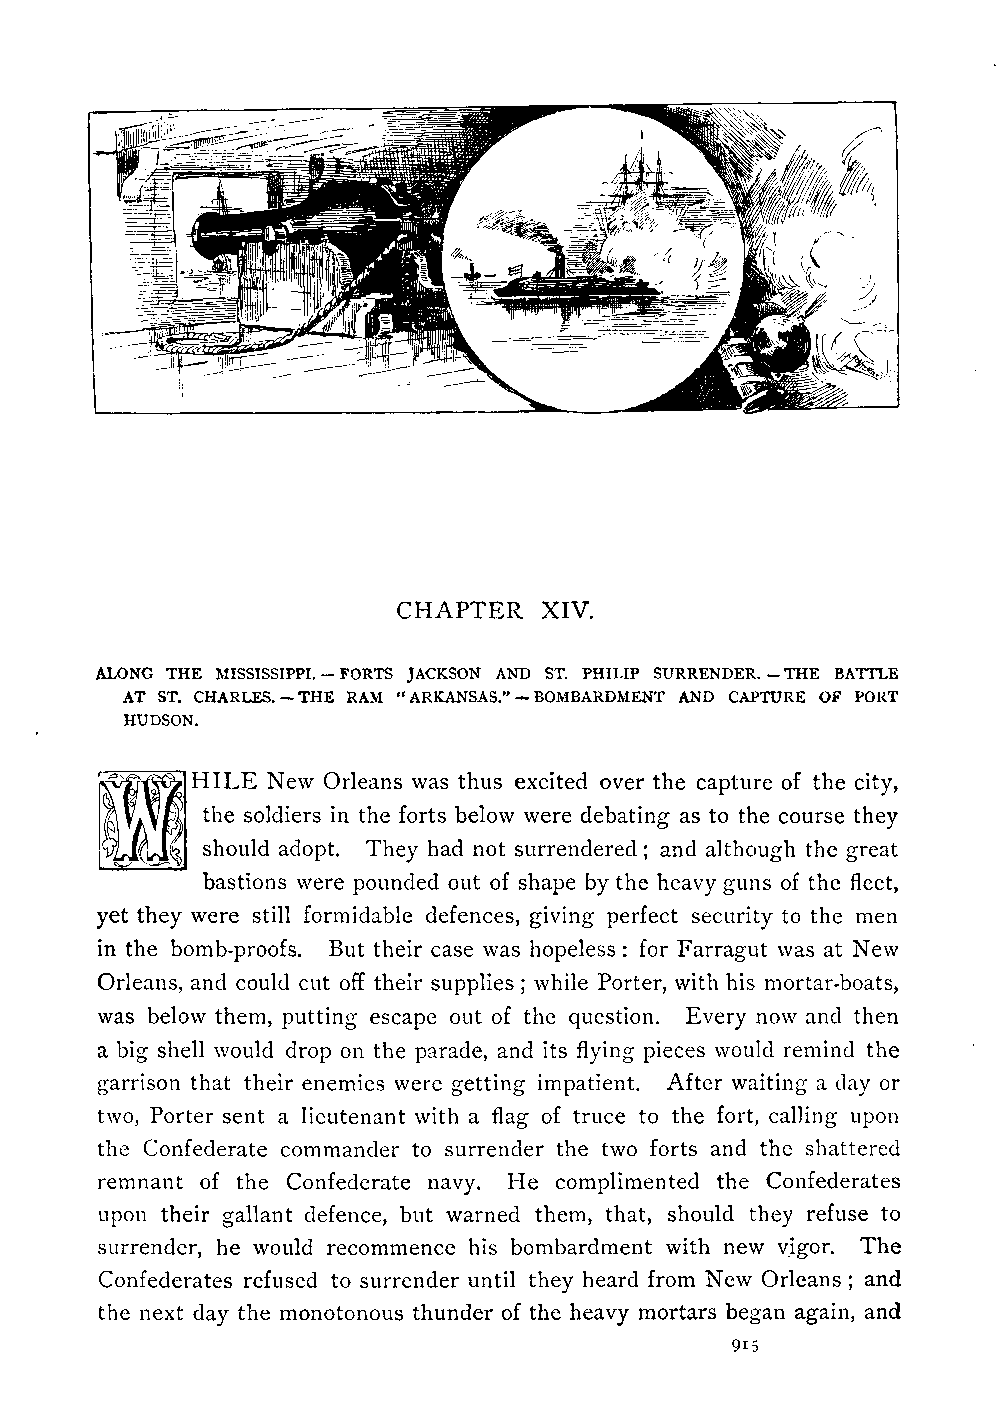 CHAPTER XIV.
ALONG THE MISSISSIPPI. — FORTS JACKSON AND ST. PHILIP SURRENDER. — THE BATTLE
AT ST. CHARLES. — THE RAM "ARKANSAS." — BOMBARDMENT AND CAPTURE OF PORT
HUDSON.
WHILE New Orleans was thus excited over the capture of the city,
the soldiers in the forts below were debating as to the course they
should adopt. They had not surrendered; and although the great
bastions were pounded out of shape by the heavy guns of the fleet,
yet they were still formidable defences, giving perfect security to the men
in the bomb-proofs. But their case was hopeless: for Farragut was at New
Orleans, and could cut off their supplies; while Porter, with his mortar-boats,
was below them, putting escape out of the question. Every now and then
a big shell would drop on the parade, and its flying pieces would remind the
garrison that their enemies were getting impatient. After waiting a day or
two, Porter sent a lieutenant with a flag of truce to the fort, calling upon
the Confederate commander to surrender the two forts and the shattered
remnant of the Confederate navy. He complimented the Confederates
upon their gallant defence, but warned them, that, should they refuse to
surrender, he would recommence his bombardment with new vigor. The
Confederates refused to surrender until they heard from New Orleans; and
the next day the monotonous thunder of the heavy mortars began again, and
915